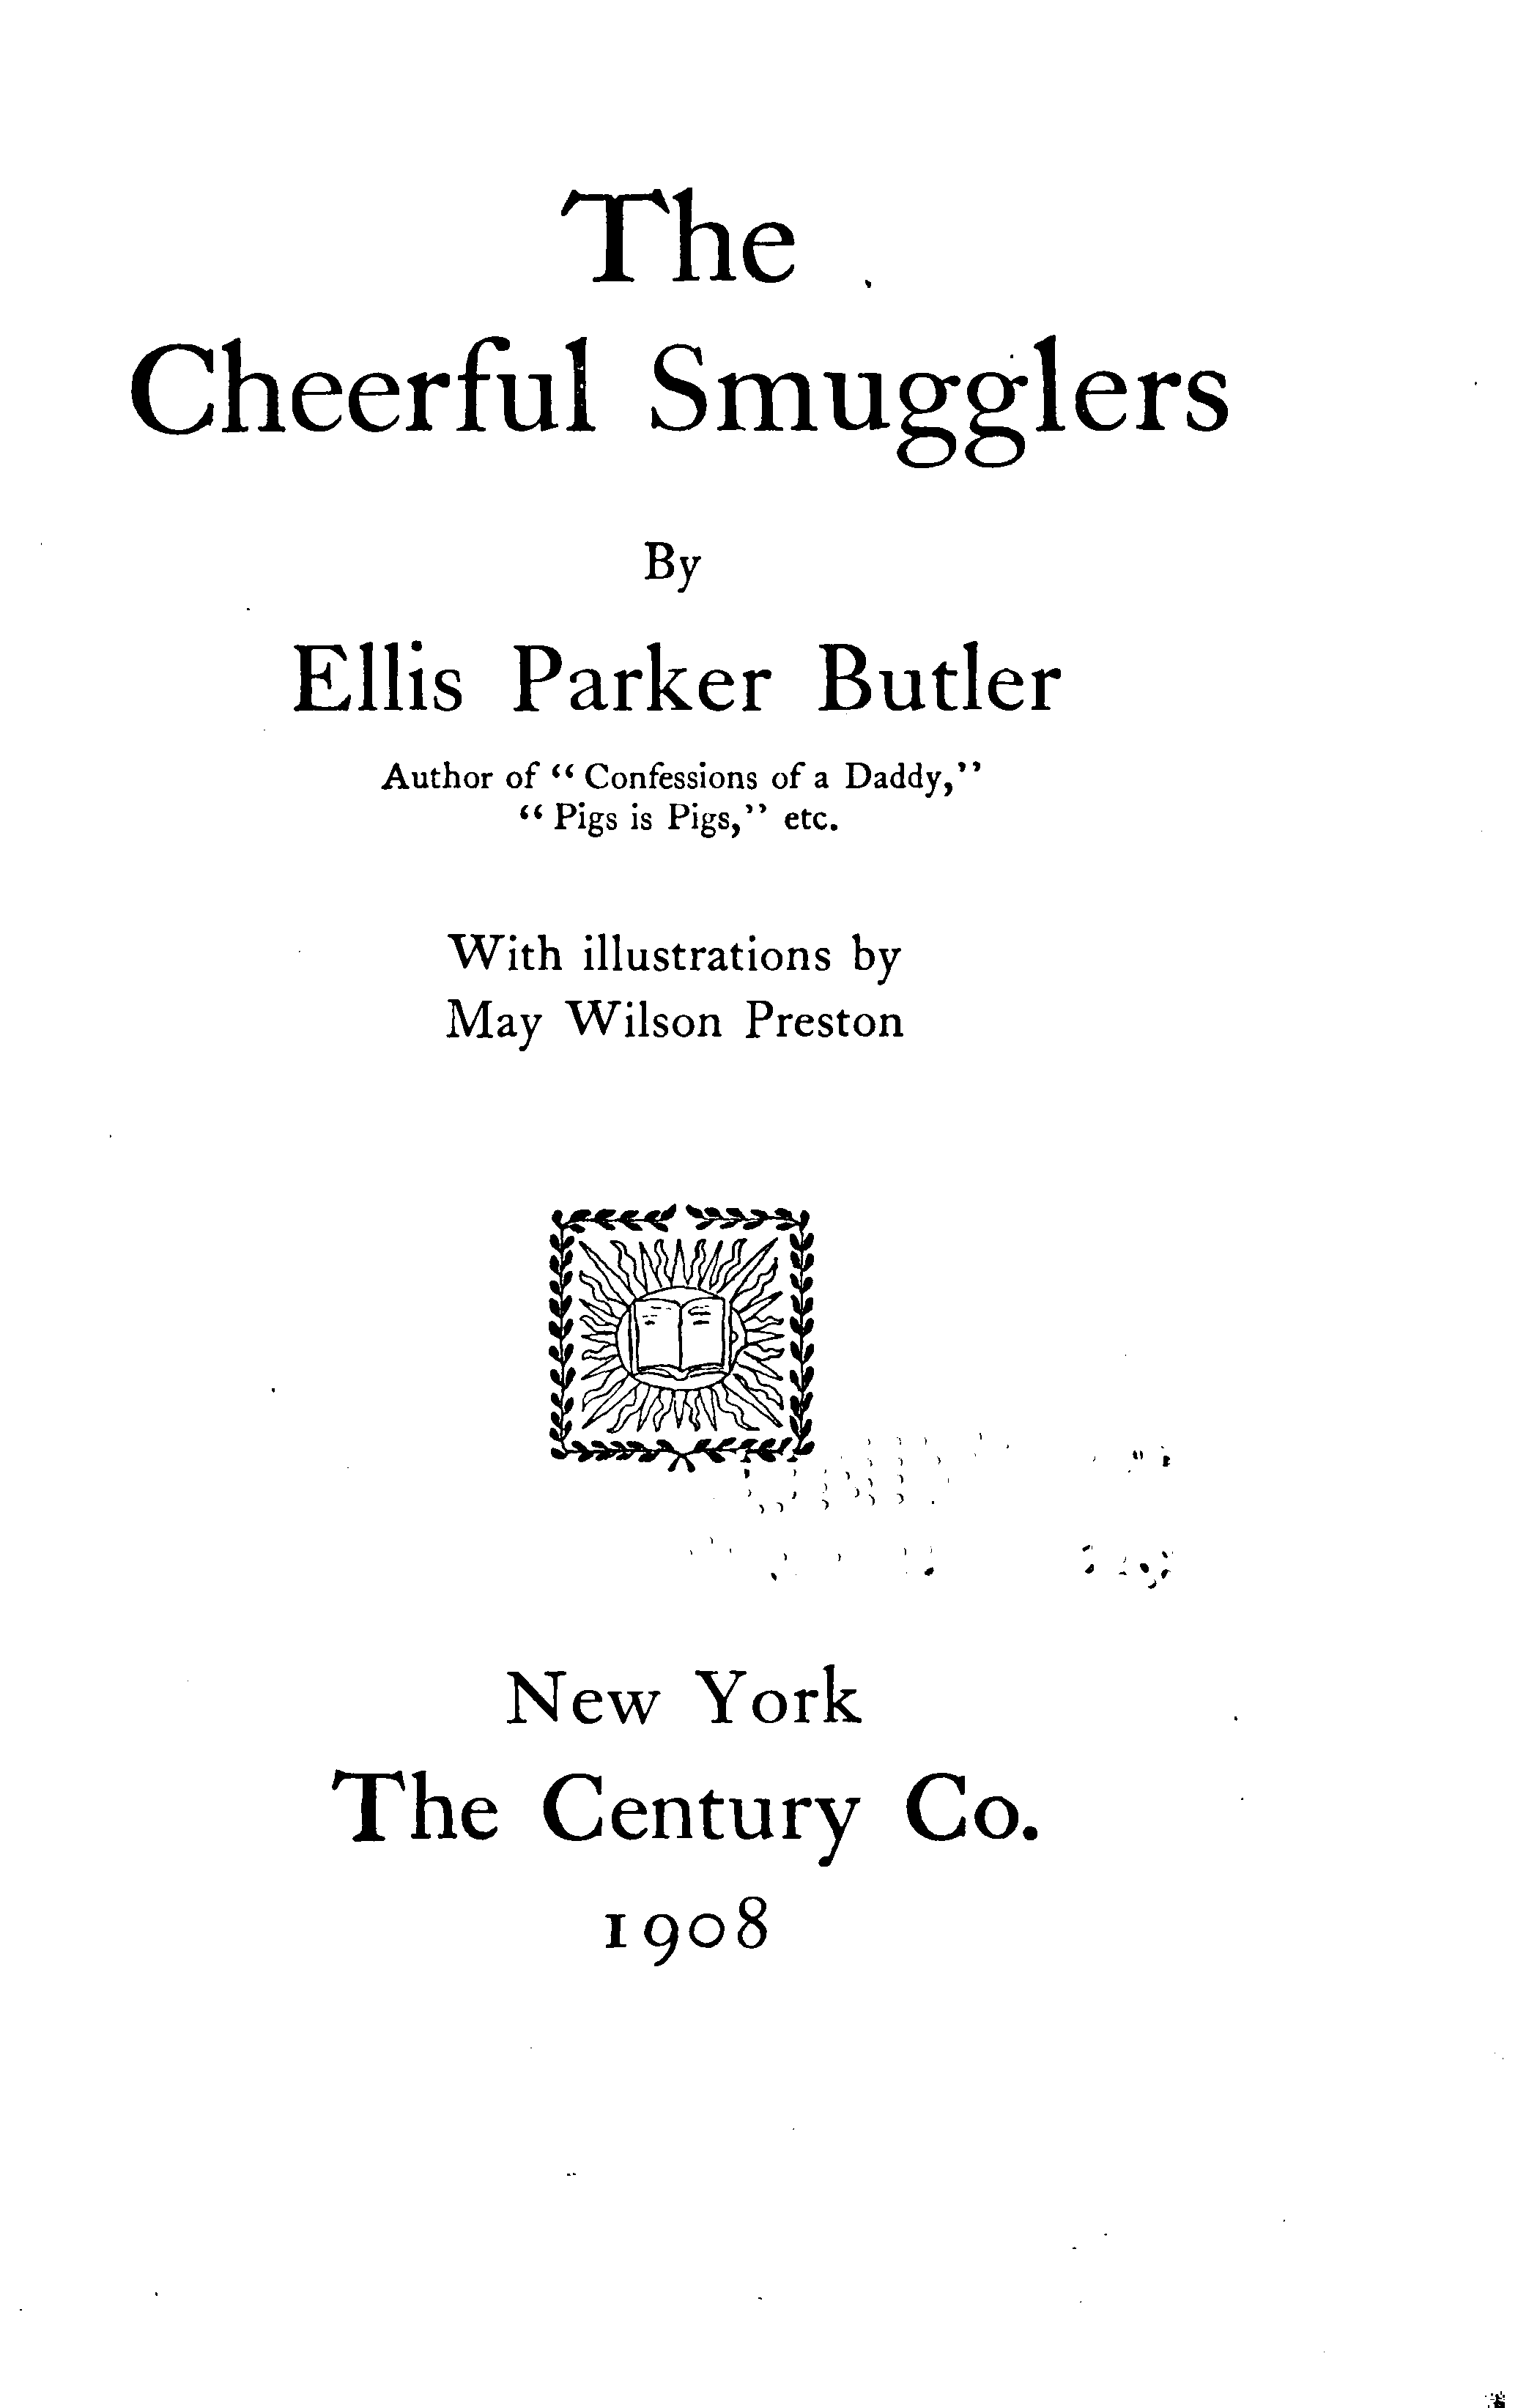 The
Cheerful Smugglers
By
Ellis Parker Butler
Author of “Confessions of a Daddy,”
“Pigs is Pigs,” etc.
With illustrations by
May Wilson Preston
New York
The Century Co.
1908